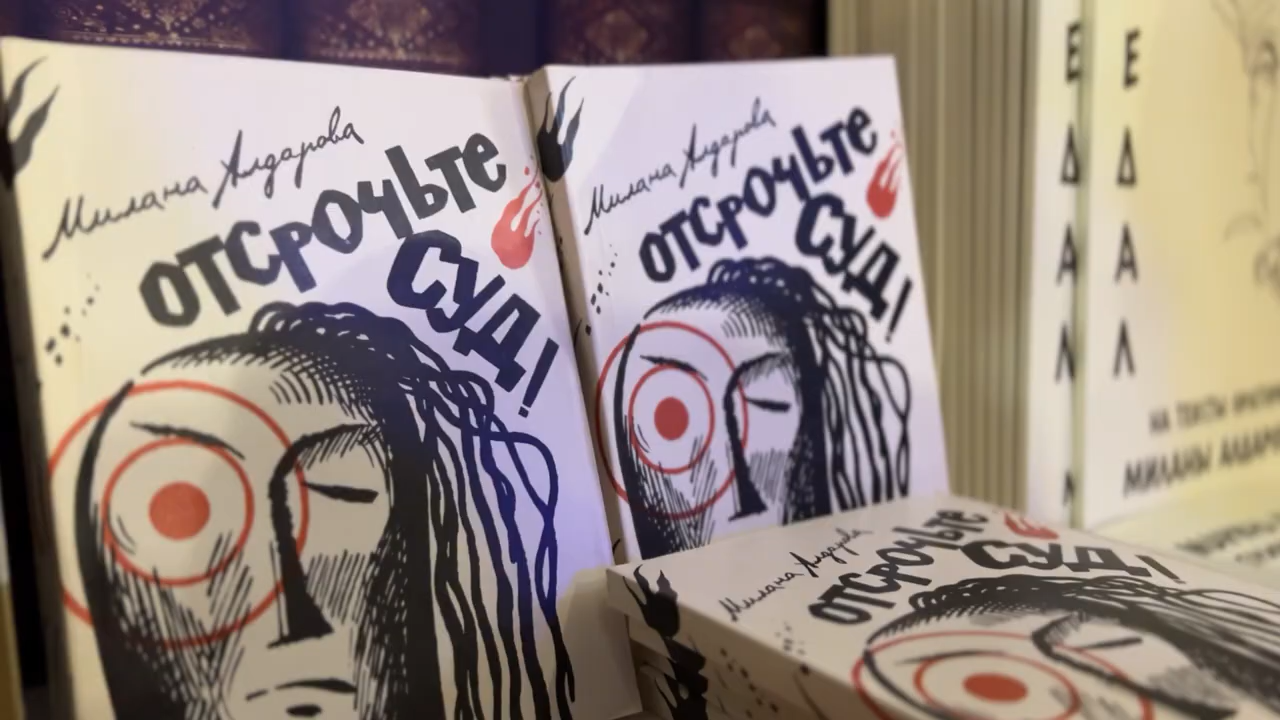 Милана Алдарова
ОТСРОЧЬТЕ
СУД!
Милана Алдарова
ОТСРОЧЬТЕ
СУД!
Милана Алдарова
ОТСРОЧЬТЕ
СУД!
НА ТЕКСТЫ
МИЛАНЫ